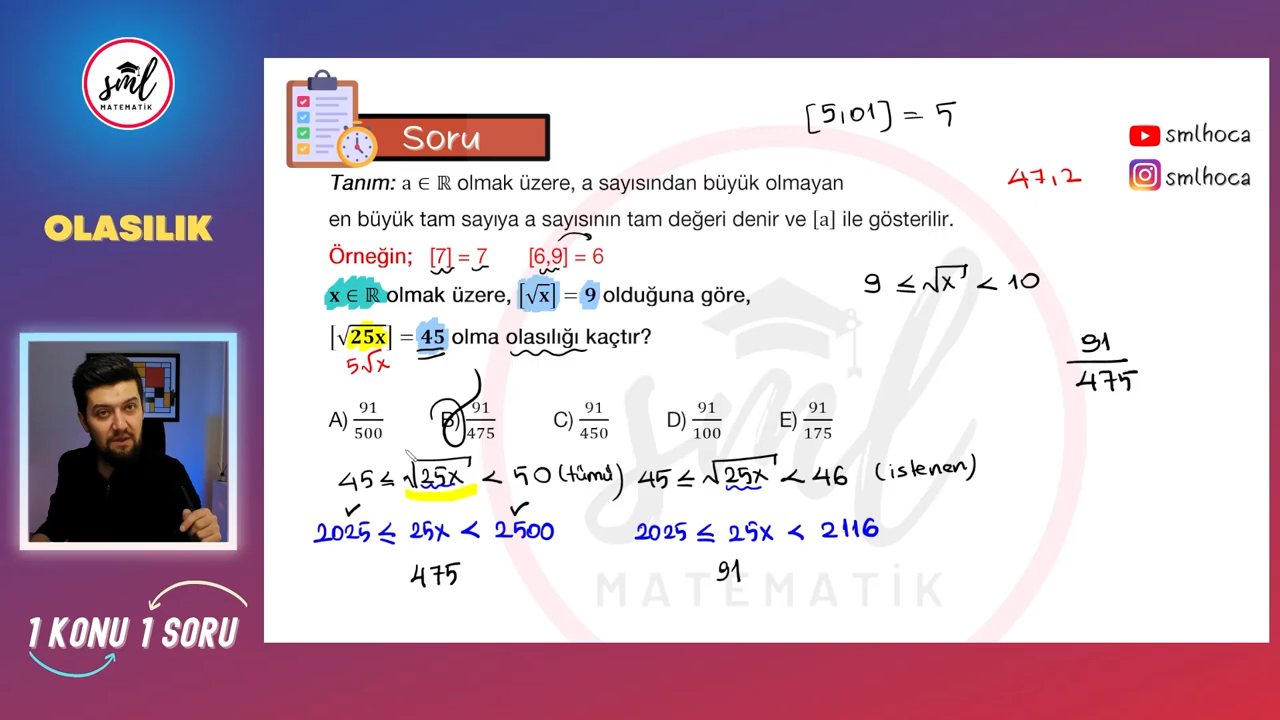 sml
MATEMATİK
OLASILIK
1 KONU 1 SORU
Soru
[5,01] = 5
47,2
smlhoca
smlhoca
Tanım: a ∈ ℝ olmak üzere, a sayısından büyük olmayan
en büyük tam sayıya a sayısının tam değeri denir ve [a] ile gösterilir.
Örneğin; [7] = 7 [6,9] = 6
x ∈ ℝ olmak üzere, [√x] = 9 olduğuna göre,
[√25x] = 45 olma olasılığı kaçtır?
5√x
9 ≤ √x < 10
91/475
A) 91/500 B) 91/475 C) 91/450 D) 91/100 E) 91/175
45 ≤ √25x < 50 (tümü) 45 ≤ √25x < 46 (istenen)
2025 ≤ 25x < 2500 2025 ≤ 25x < 2116
475 91
sml
MATEMATİK